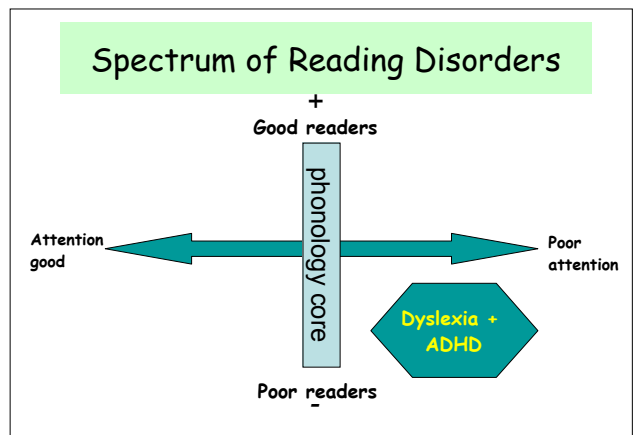 Spectrum of Reading Disorders
+
Good readers
phonology core
Attention
good
Poor
attention
Dyslexia +
ADHD
Poor readers
-